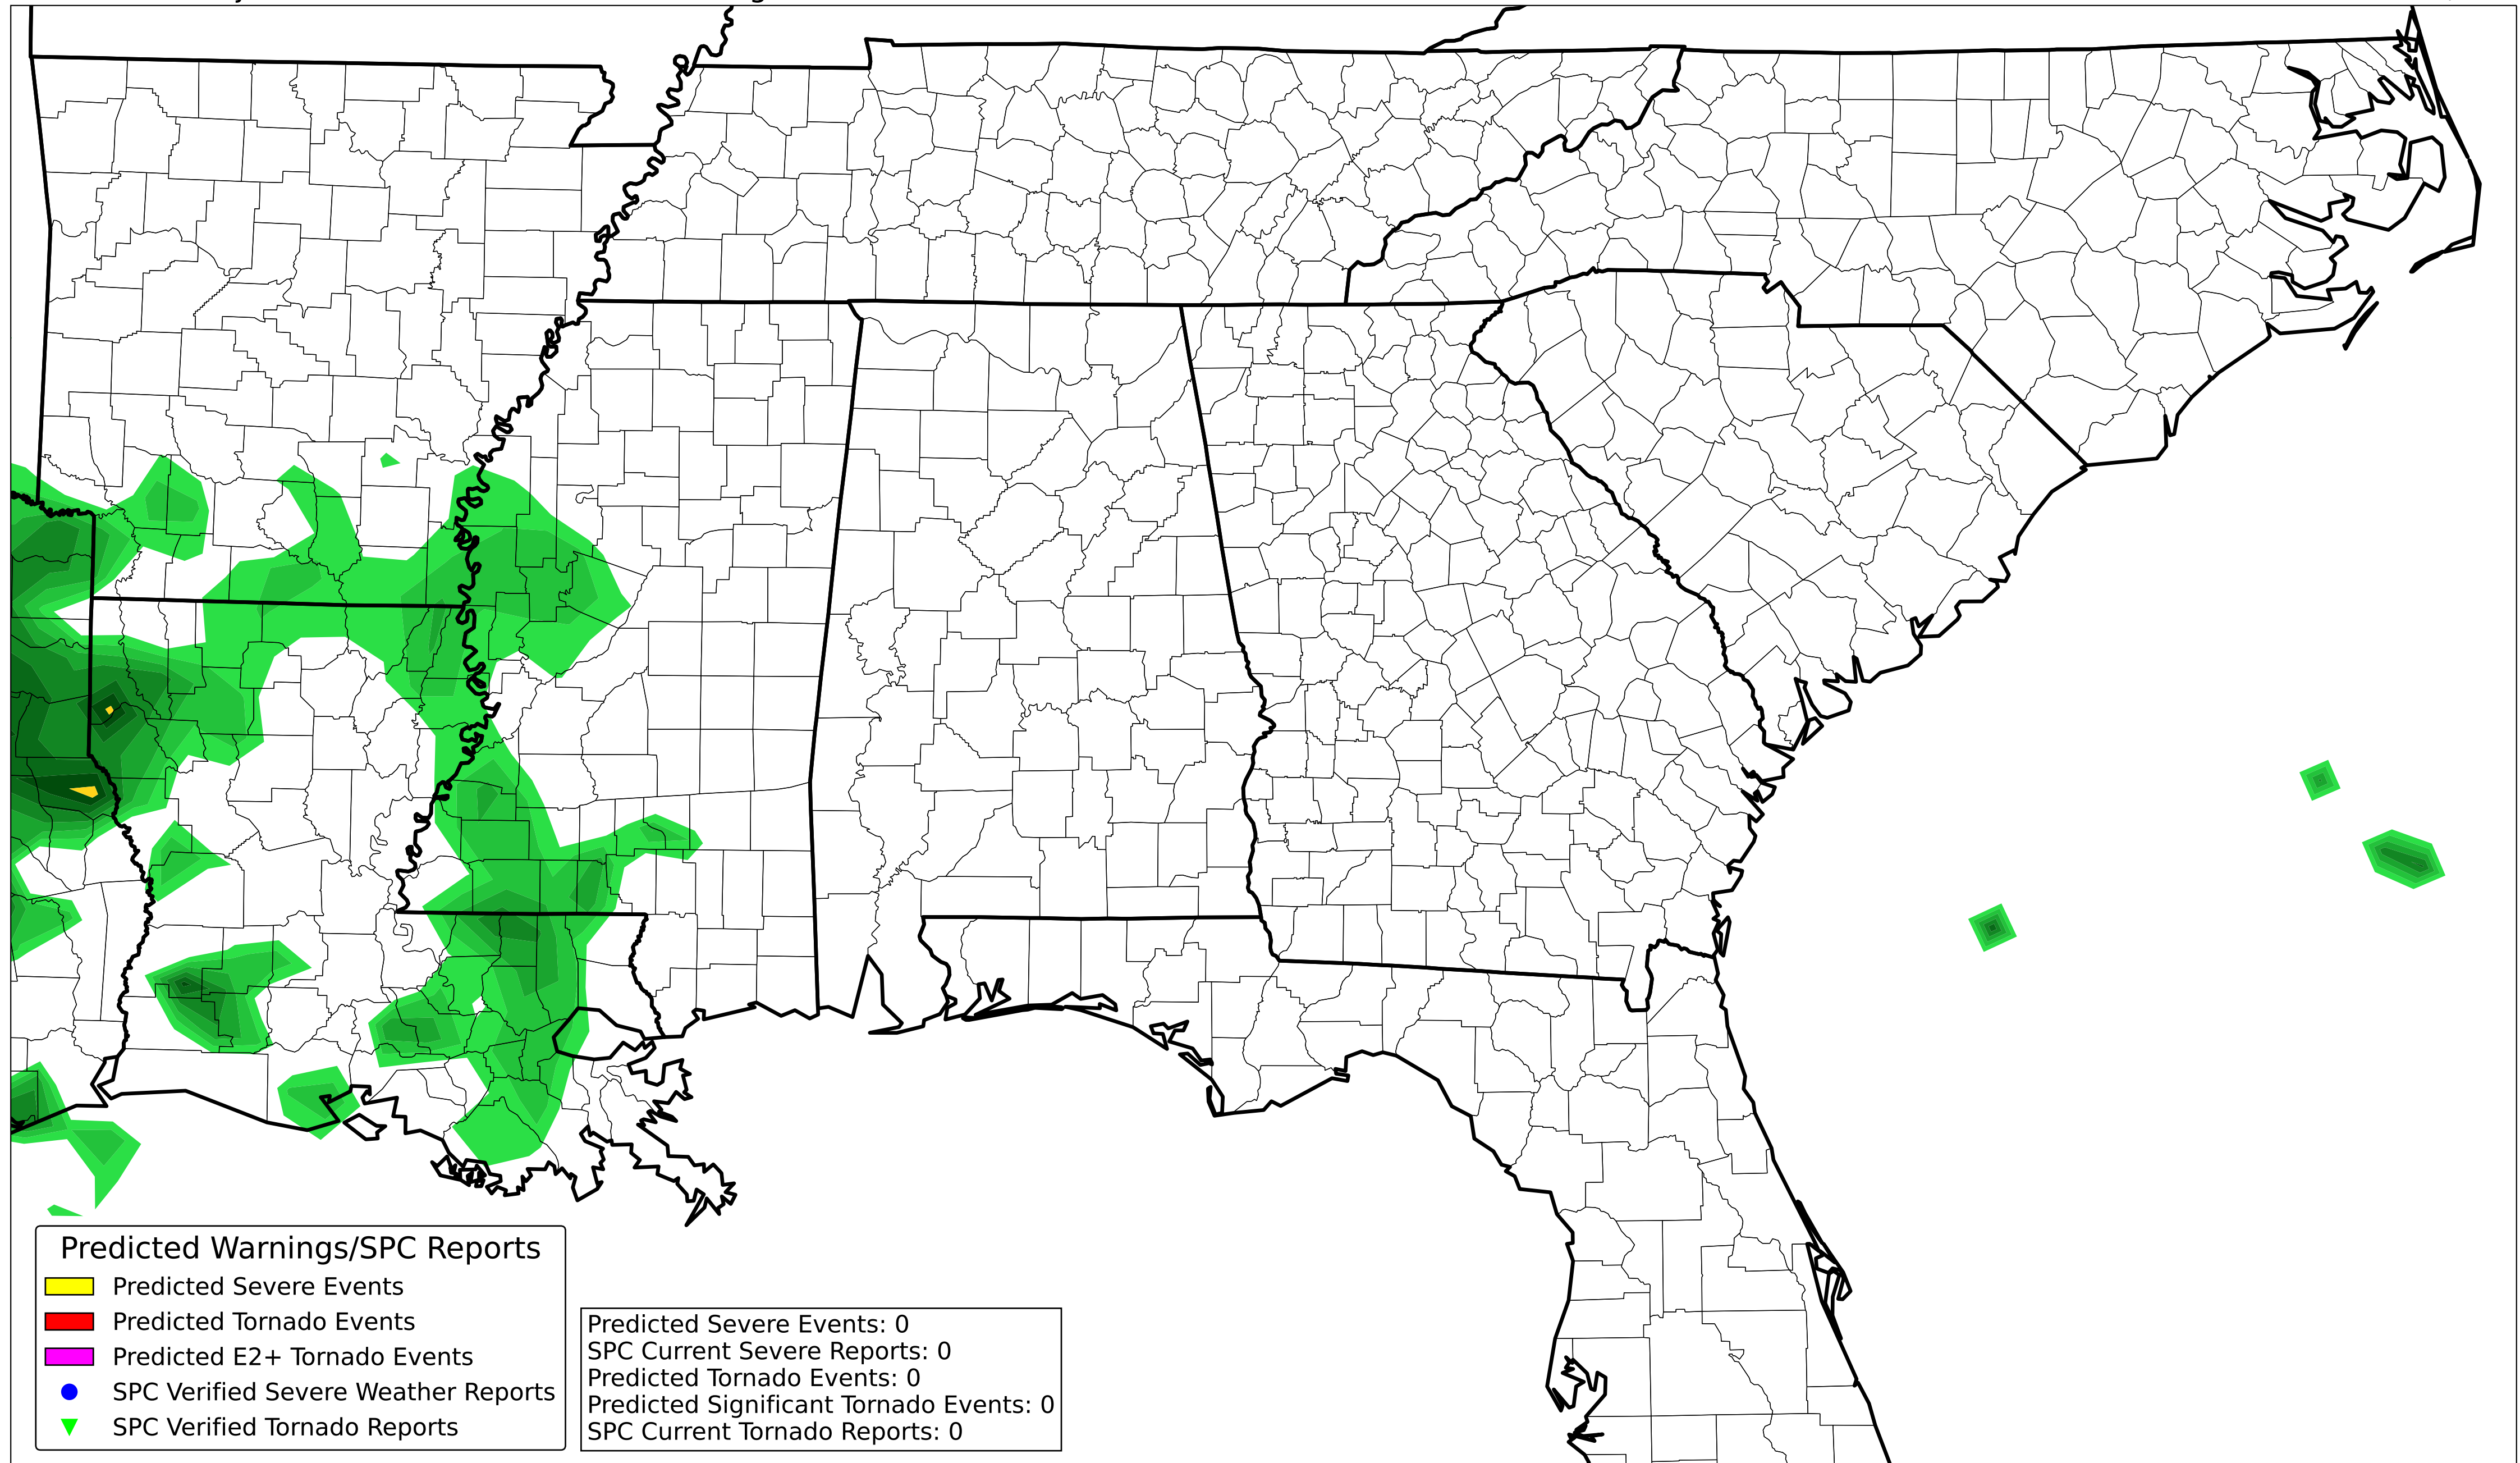 Predicted Warnings/SPC Reports
Predicted Severe Events
Predicted Tornado Events
Predicted E2+ Tornado Events
SPC Verified Severe Weather Reports
SPC Verified Tornado Reports
Predicted Severe Events: 0
SPC Current Severe Reports: 0
Predicted Tornado Events: 0
Predicted Significant Tornado Events: 0
SPC Current Tornado Reports: 0